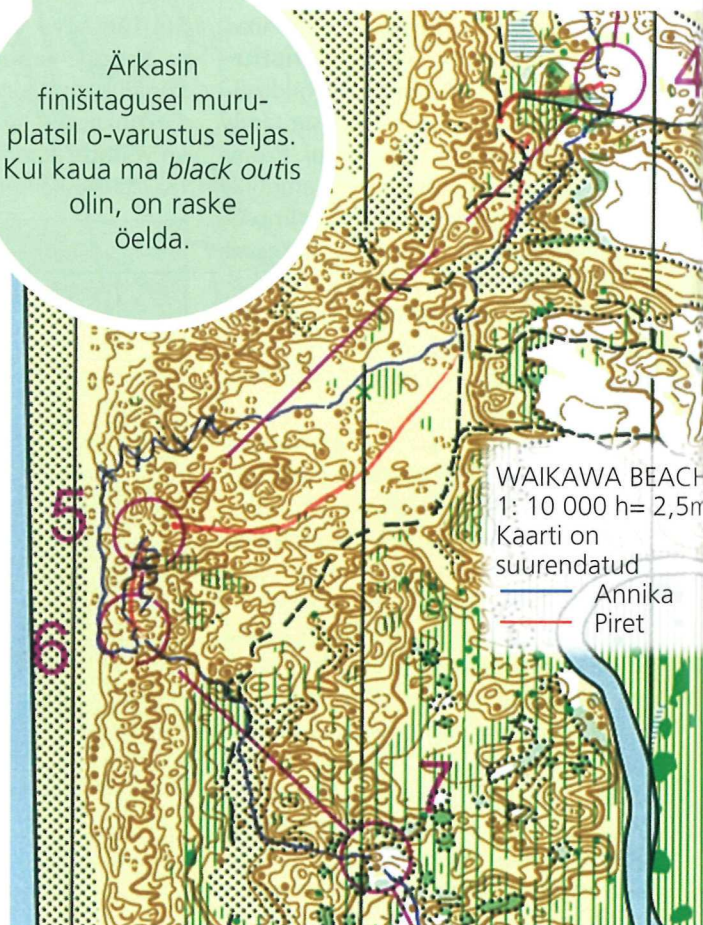 Ärkasin
finišitagusel muru-
platsil o-varustus seljas.
Kui kaua ma black outis
olin, on raske
öelda.
4
5
WAIKAWA BEACH
1: 10 000 h= 2,5m
Kaarti on
suurendatud
Annika
Piret
6
7